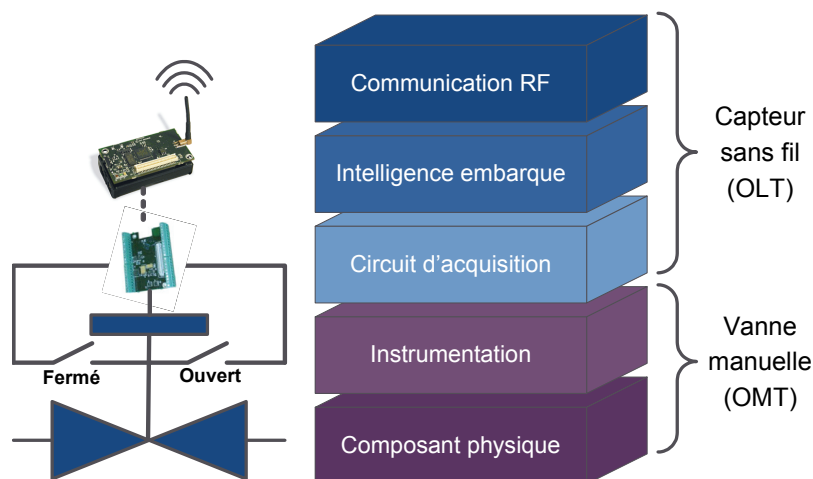 Communication RF
Intelligence embarque
Circuit d'acquisition
Instrumentation
Composant physique
Capteur
sans fil
(OLT)
Vanne
manuelle
(OMT)
Fermé
Ouvert